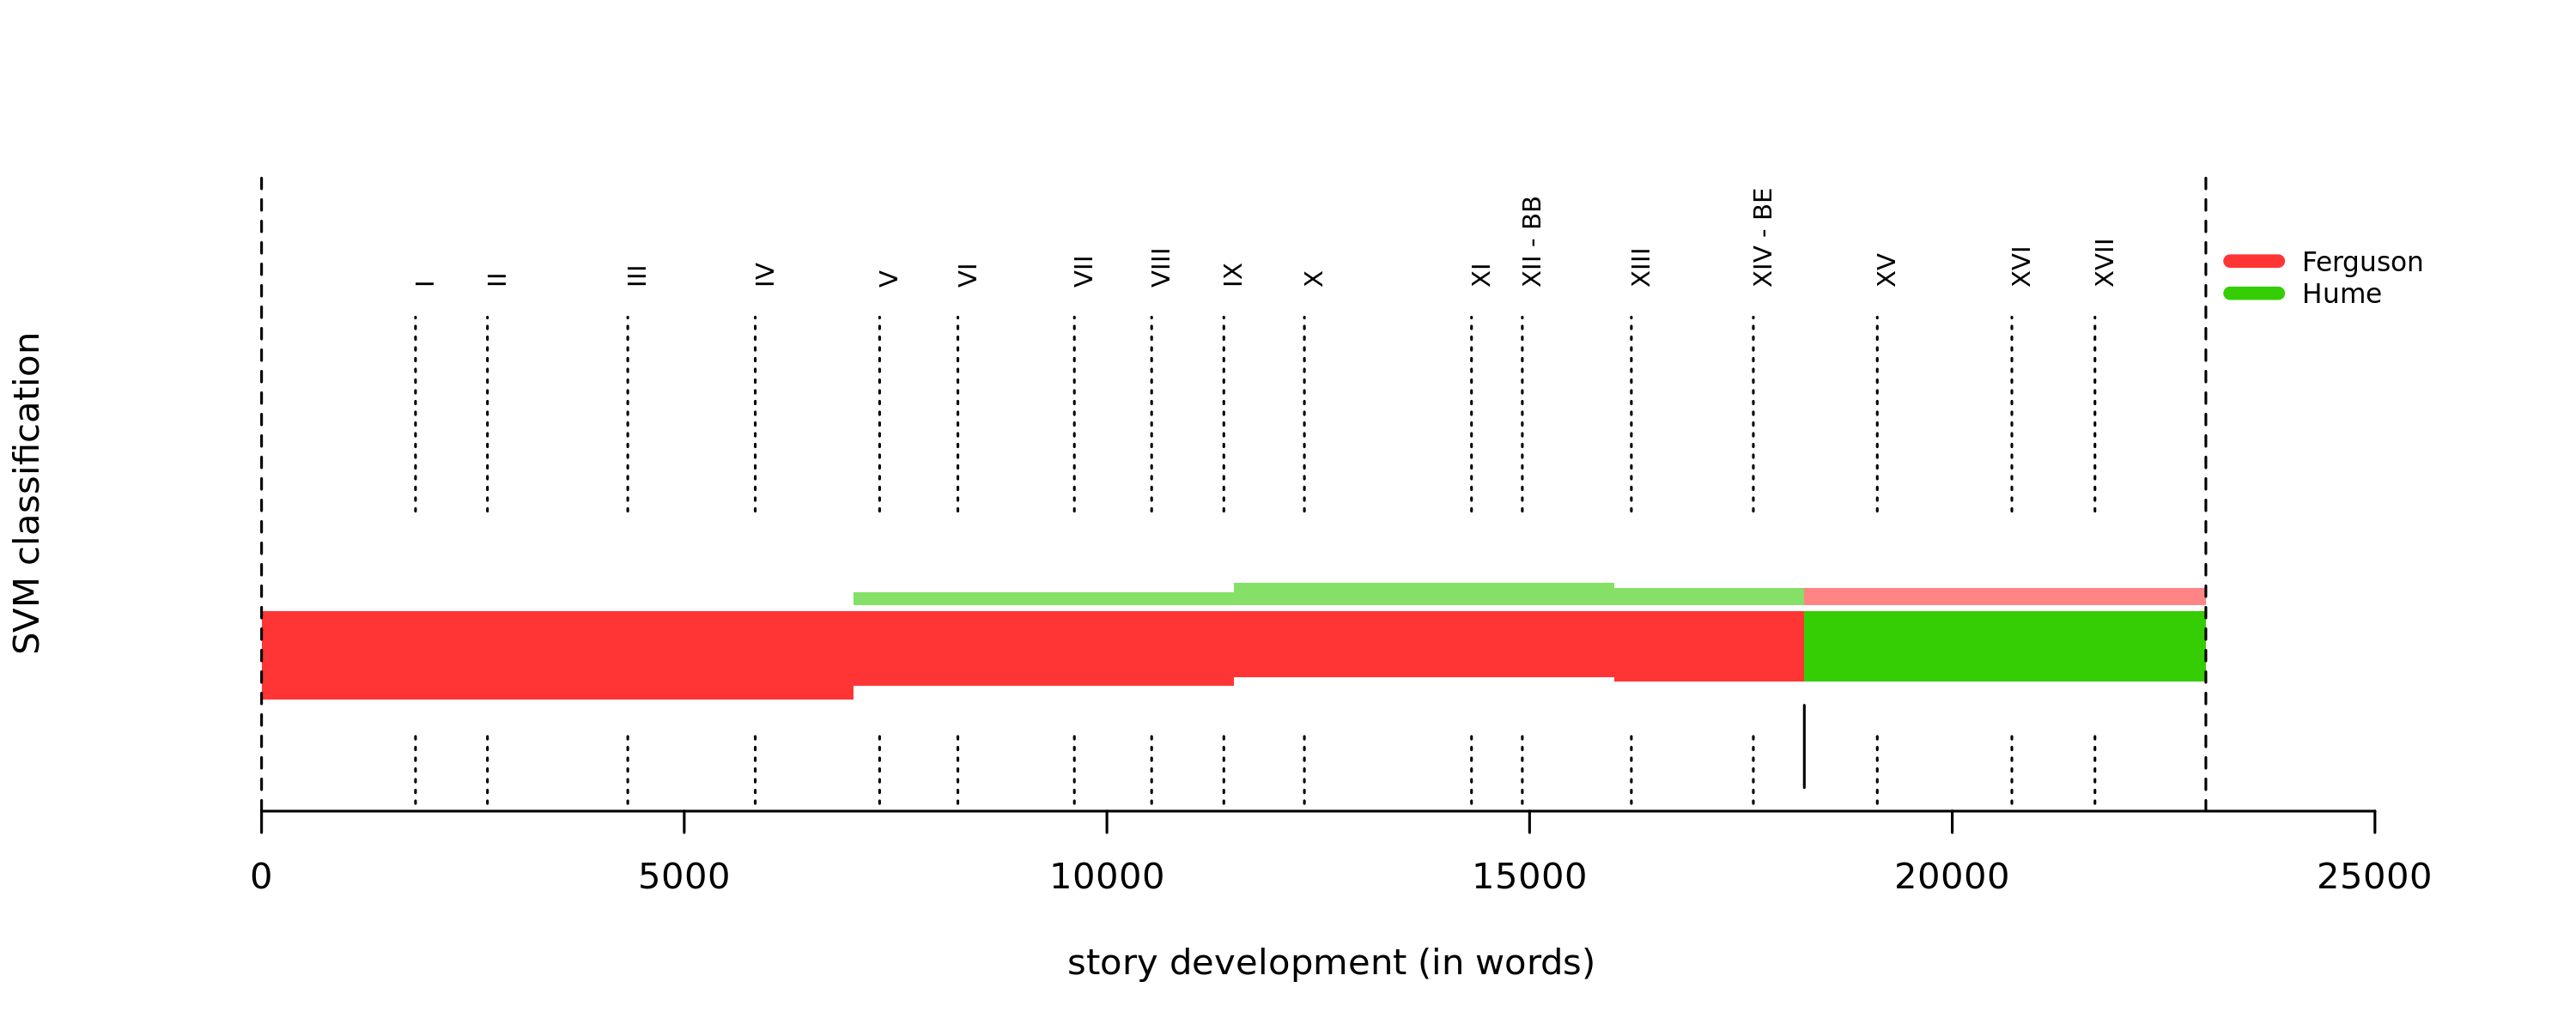 I
II
III
IV
V
VI
VII
VIII
IX
X
XI
XII - BB
XIII
XIV - BE
XV
XVI
XVII
Ferguson
Hume
SVM classification
0 5000 10000 15000 20000 25000
story development (in words)